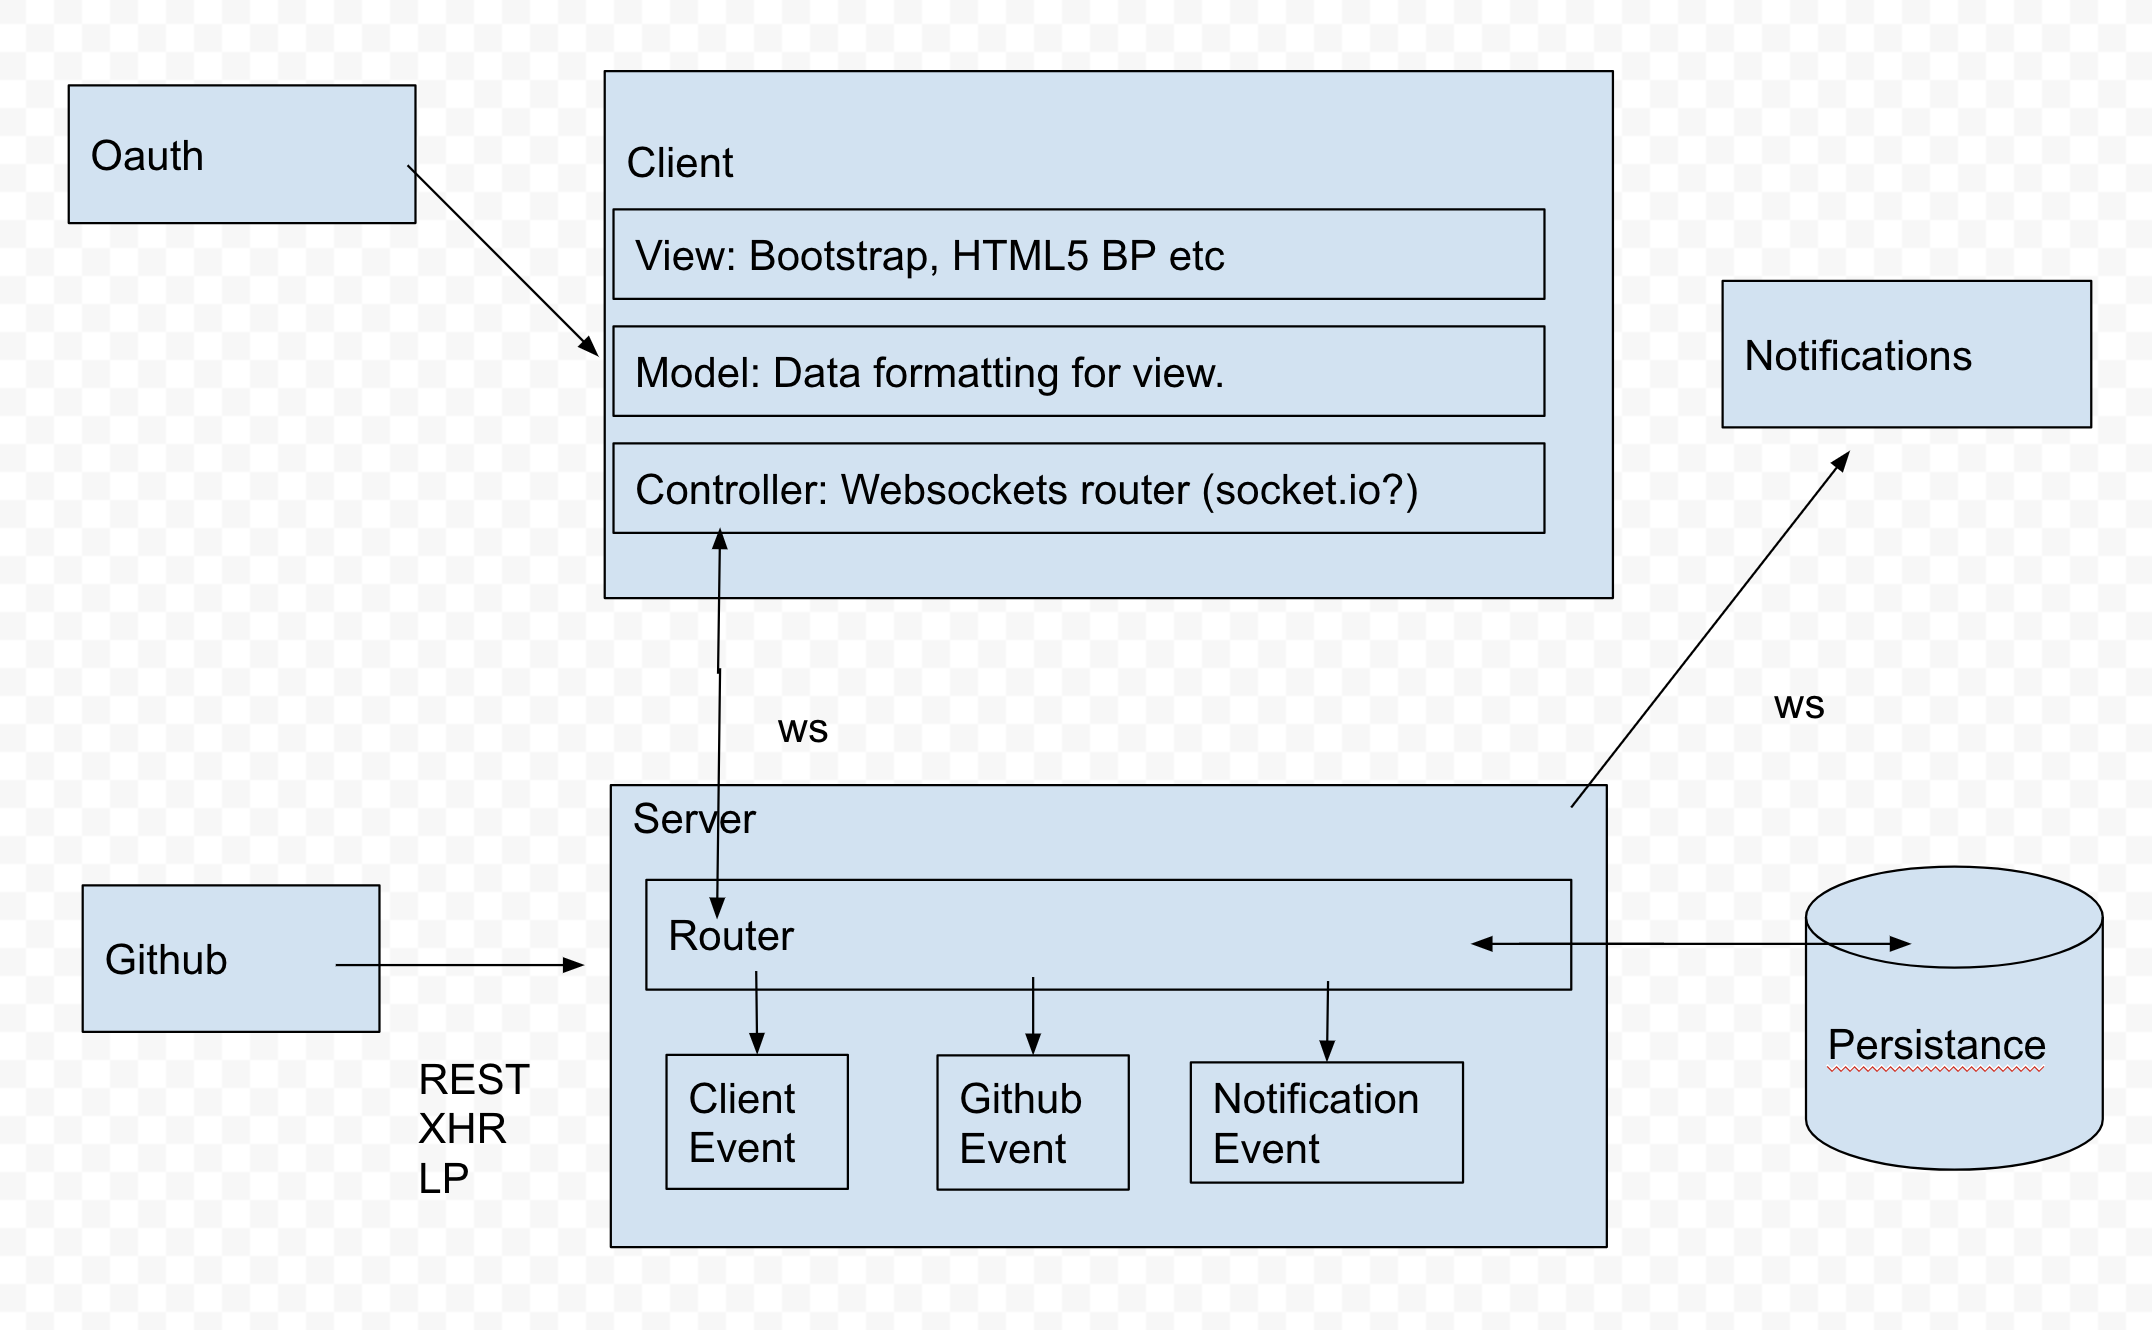 Oauth
Client
View: Bootstrap, HTML5 BP etc
Model: Data formatting for view.
Controller: Websockets router (socket.io?)
Notifications
ws
ws
Server
Router
Github
REST
XHR
LP
Client
Event
Github
Event
Notification
Event
Persistance